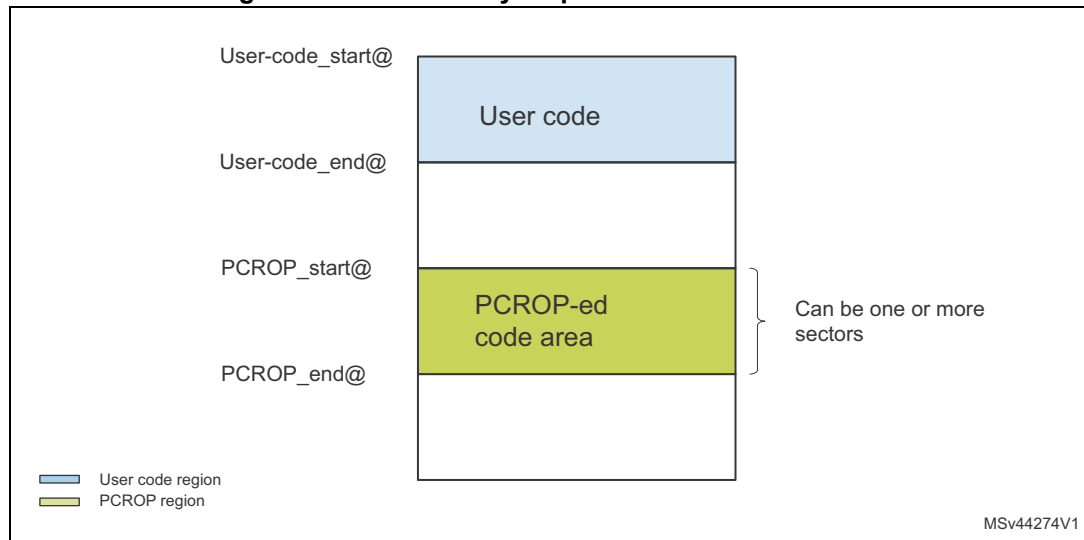 User-code_start@
User code
User-code_end@
PCROP_start@
PCROP-ed
code area
Can be one or more
sectors
PCROP_end@
User code region
PCROP region
MSv44274V1